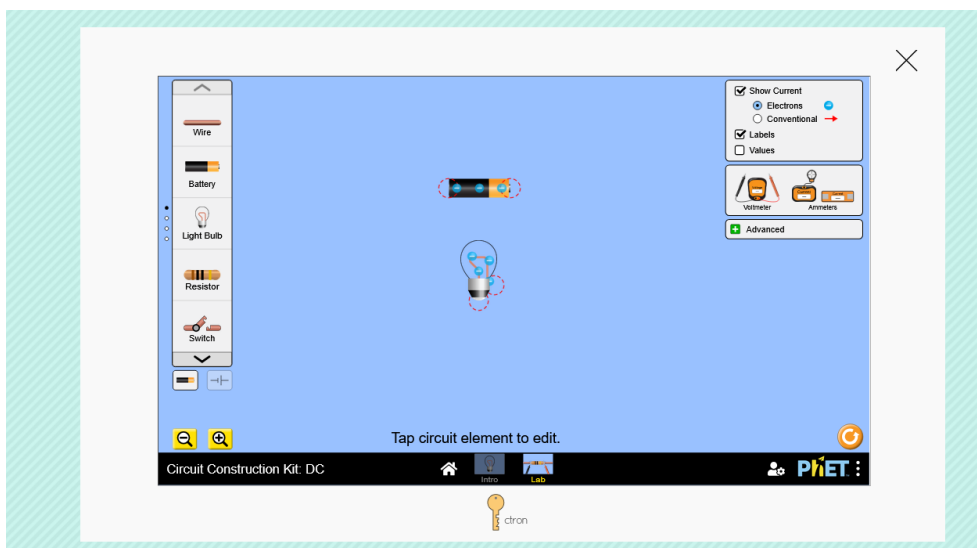 Show Current
Electrons
Conventional
Labels
Values
Wire
Battery
Light Bulb
Resistor
Switch
Voltmeter
Ammeters
Advanced
Tap circuit element to edit.
Circuit Construction Kit: DC
Intro
Lab
PhET
ctron